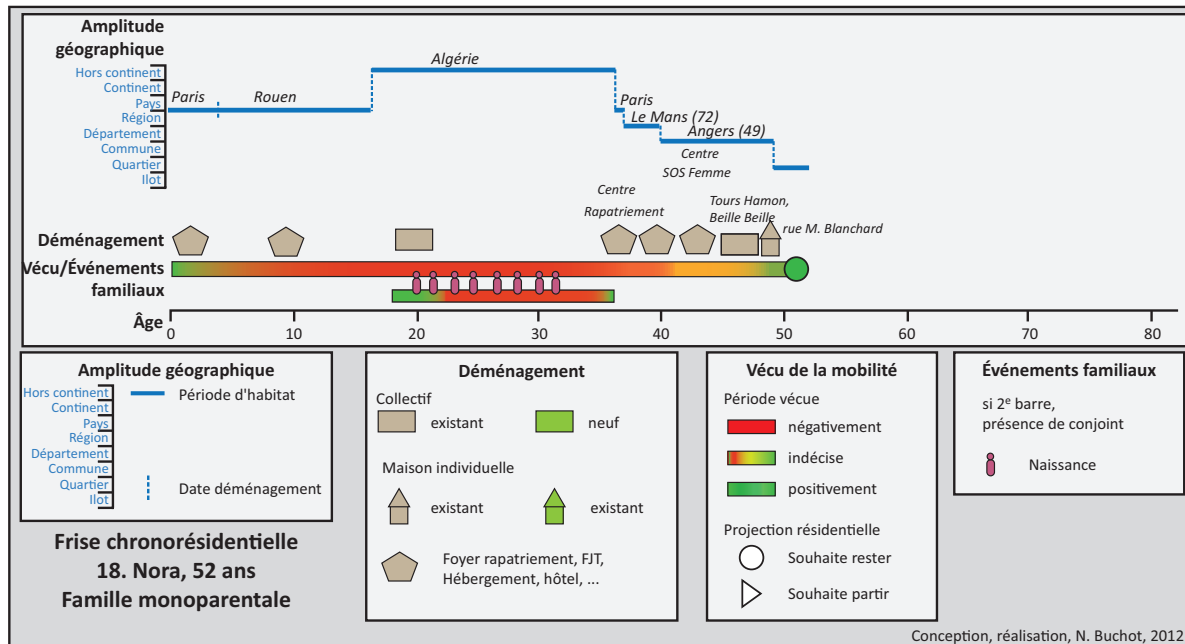 Amplitude
géographique
Hors continent
Continent
Pays
Région
Département
Commune
Quartier
Ilot
Paris
Rouen
Algérie
Paris
Le Mans (72)
Angers (49)
Centre
SOS Femme
Centre
Rapatriement
Tours Hamon,
Beille Beille
rue M. Blanchard
Déménagement
Vécu/Événements
familiaux
Âge
0 10 20 30 40 50 60 70 80
Amplitude géographique
Hors continent
Continent
Pays
Région
Département
Commune
Quartier
Ilot
Période d'habitat
Date déménagement
Frise chronorésidentielle
18. Nora, 52 ans
Famille monoparentale
Déménagement
Collectif
existant neuf
Maison individuelle
existant existant
Foyer rapatriement, FJT,
Hébergement, hôtel, ...
Vécu de la mobilité
Période vécue
négativement
indécise
positivement
Projection résidentielle
Souhaite rester
Souhaite partir
Événements familiaux
si 2e barre,
présence de conjoint
Naissance
Conception, réalisation, N. Buchot, 2012